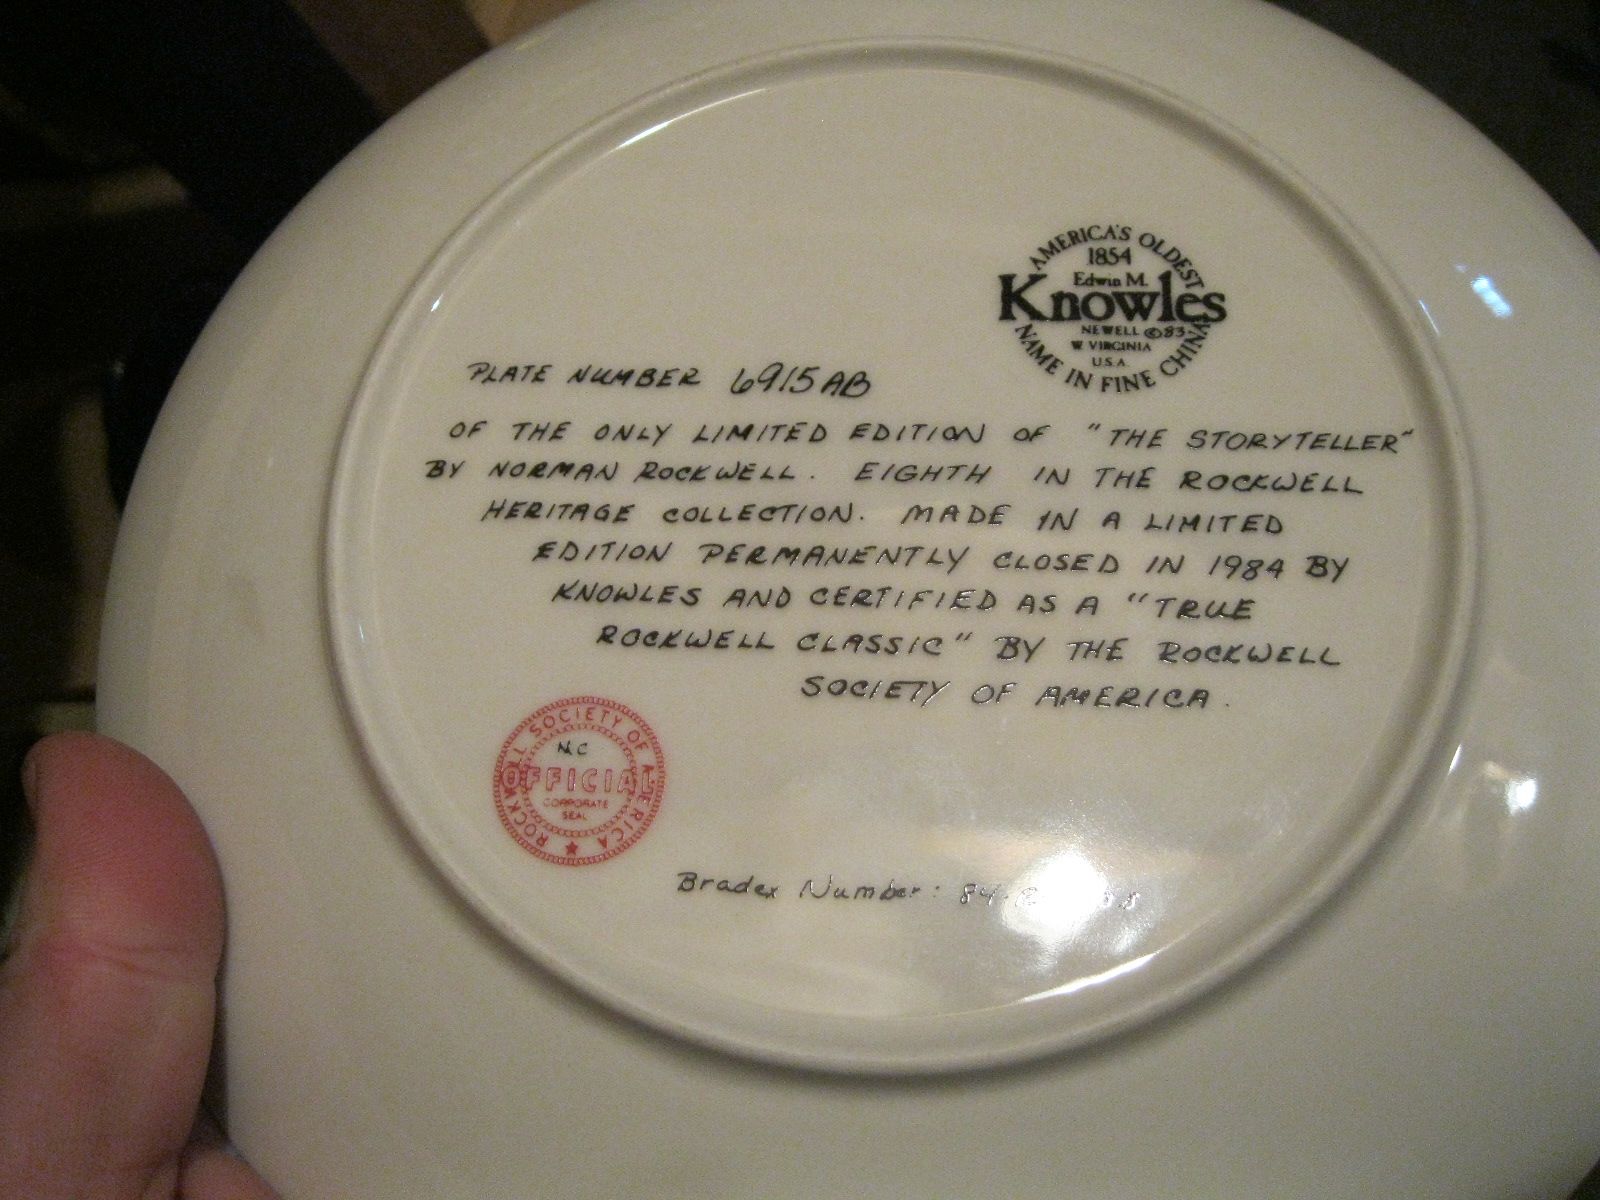 AMERICA'S OLDEST
1854
Edwin M.
Knowles
NEWELL ©83
W. VIRGINIA
U.S.A.
NAME IN FINE CHINA
PLATE NUMBER 6915AB
OF THE ONLY LIMITED EDITION OF "THE STORYTELLER"
BY NORMAN ROCKWELL. EIGHTH IN THE ROCKWELL
HERITAGE COLLECTION. MADE IN A LIMITED
EDITION PERMANENTLY CLOSED IN 1984 BY
KNOWLES AND CERTIFIED AS A "TRUE
ROCKWELL CLASSIC" BY THE ROCKWELL
SOCIETY OF AMERICA.
ROCKWELL SOCIETY OF AMERICA
N.C
OFFICIAL
CORPORATE
SEAL
Bradex Number: